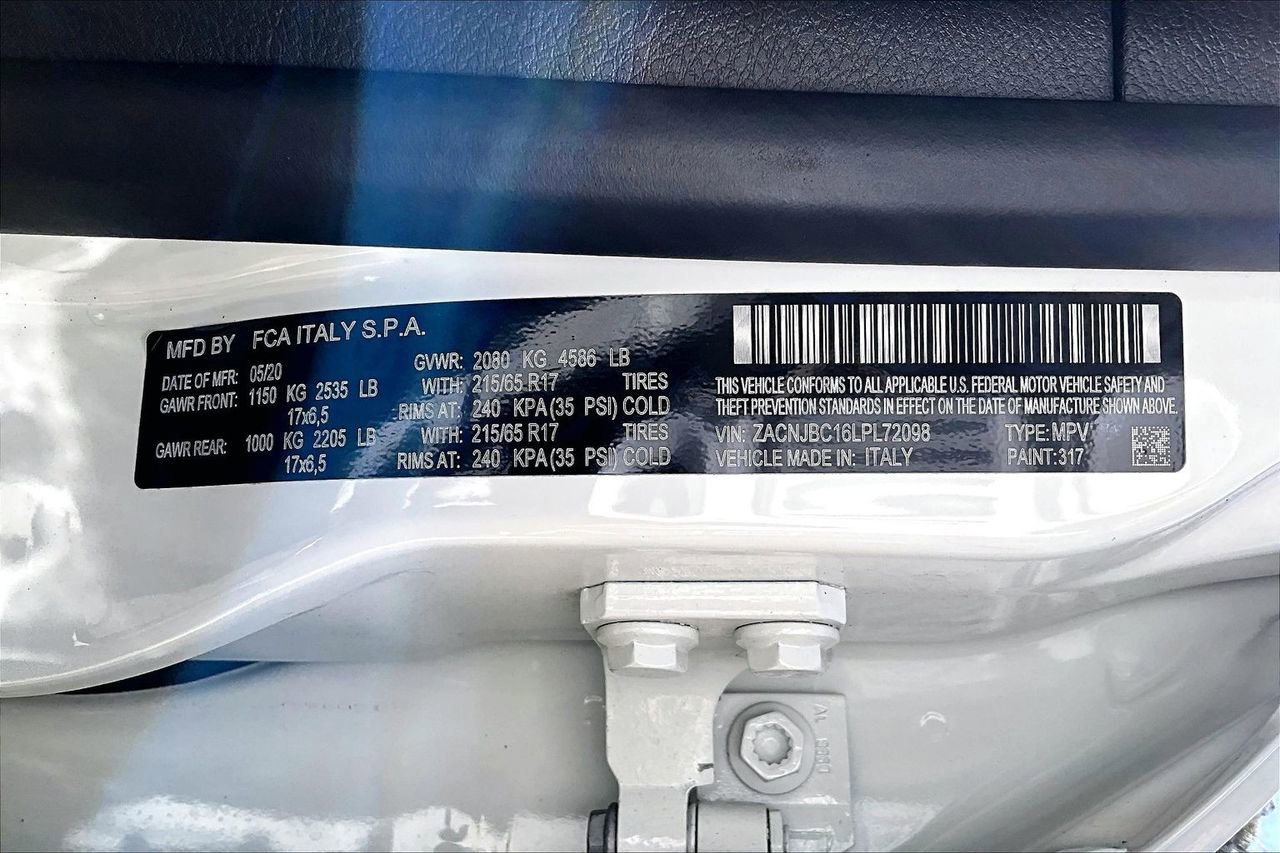 MFD BY FCA ITALY S.P.A.
DATE OF MFR: 05/20 GVWR: 2080 KG 4586 LB
GAWR FRONT: 1150 KG 2535 LB WITH: 215/65 R17 TIRES
17x6,5 RIMS AT: 240 KPA(35 PSI) COLD
GAWR REAR: 1000 KG 2205 LB WITH: 215/65 R17 TIRES
17x6,5 RIMS AT: 240 KPA(35 PSI) COLD
THIS VEHICLE CONFORMS TO ALL APPLICABLE U.S. FEDERAL MOTOR VEHICLE SAFETY AND
THEFT PREVENTION STANDARDS IN EFFECT ON THE DATE OF MANUFACTURE SHOWN ABOVE.
VIN: ZACNJBC16LPL72098 TYPE: MPV
VEHICLE MADE IN: ITALY PAINT:317